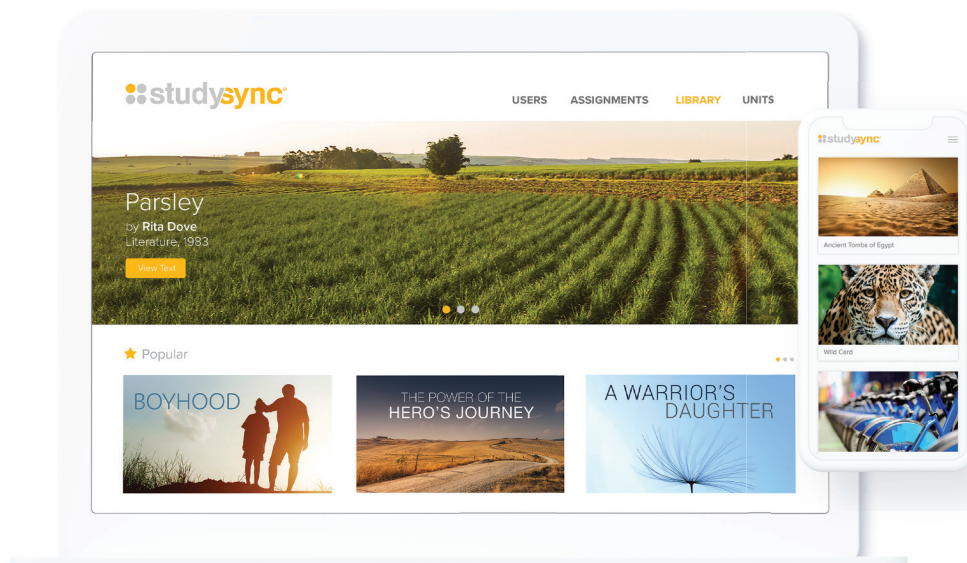 studysync
USERS ASSIGNMENTS LIBRARY UNITS
Parsley
by Rita Dove
Literature, 1983
View Text
Popular
BOYHOOD
THE POWER OF THE
HERO'S JOURNEY
A WARRIOR'S
DAUGHTER
studysync
Ancient Tombs of Egypt
Wild Card